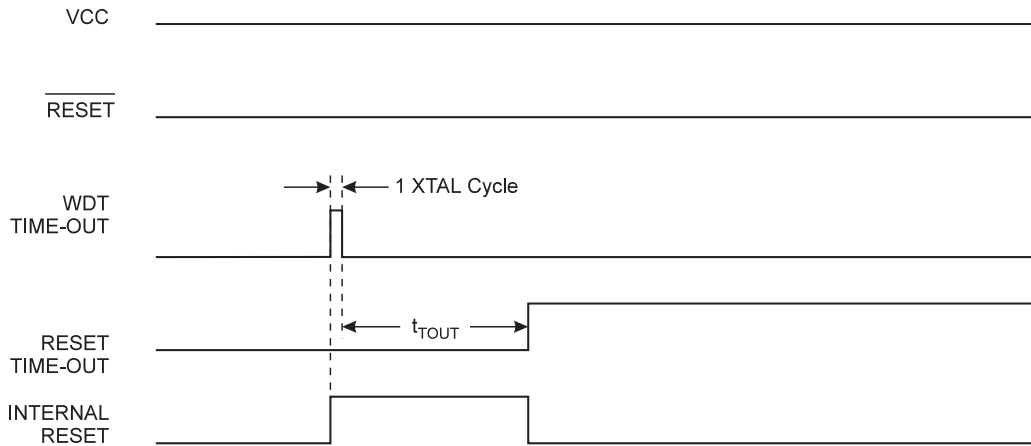 VCC
RESET
1 XTAL Cycle
WDT
TIME-OUT
tTOUT
RESET
TIME-OUT
INTERNAL
RESET